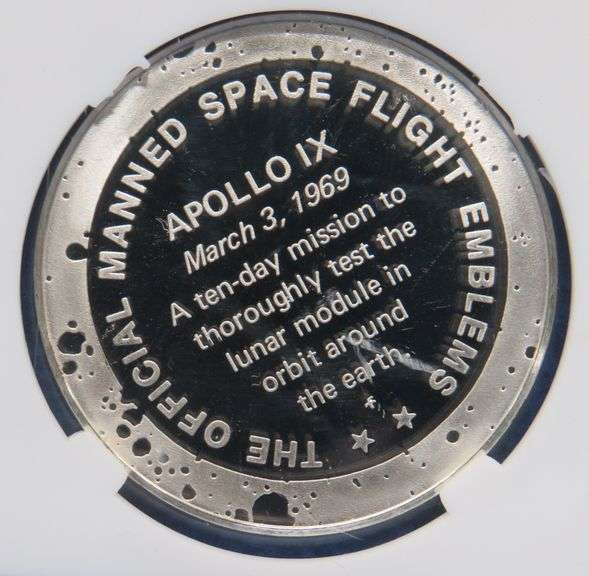 THE OFFICIAL MANNED SPACE FLIGHT EMBLEMS
APOLLO IX
March 3, 1969
A ten-day mission to
thoroughly test the
lunar module in
orbit around
the earth.